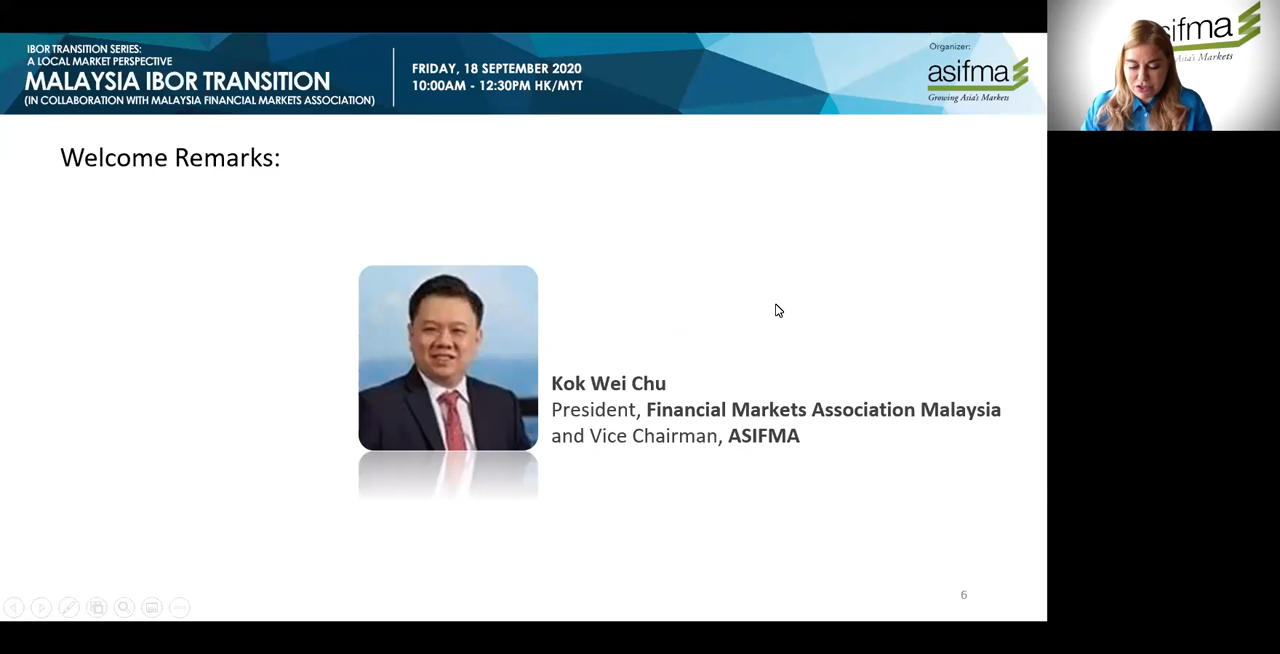 IBOR TRANSITION SERIES:
A LOCAL MARKET PERSPECTIVE
MALAYSIA IBOR TRANSITION
(IN COLLABORATION WITH MALAYSIA FINANCIAL MARKETS ASSOCIATION)
FRIDAY, 18 SEPTEMBER 2020
10:00AM - 12:30PM HK/MYT
Organizer:
asifma
Growing Asia's Markets
asifma
Asia's Markets
Welcome Remarks:
Kok Wei Chu
President, Financial Markets Association Malaysia
and Vice Chairman, ASIFMA
6